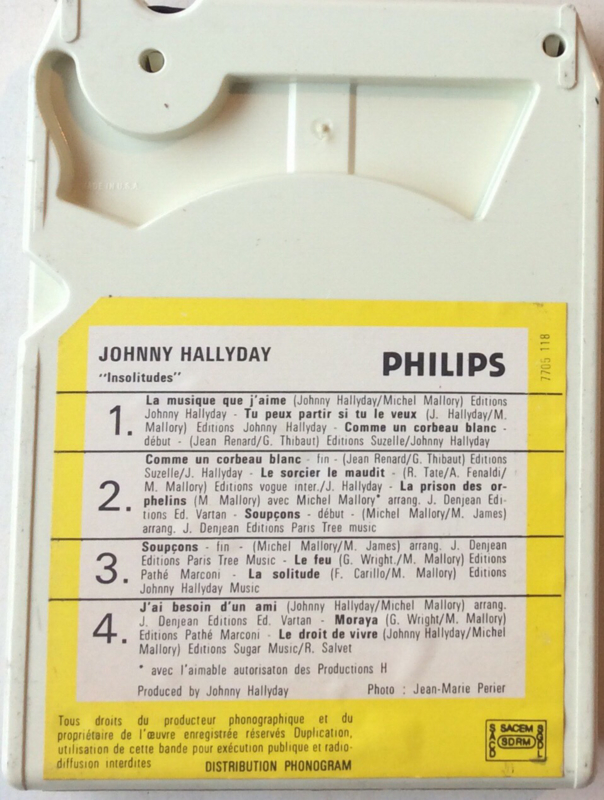 MADE IN U.S.A.
JOHNNY HALLYDAY
"Insolitudes"
PHILIPS
7706 118
1. La musique que j'aime (Johnny Hallyday/Michel Mallory) Editions
Johnny Hallyday - Tu peux partir si tu le veux (J. Hallyday/M.
Mallory) Editions Johnny Hallyday - Comme un corbeau blanc -
début - (Jean Renard/G. Thibaut) Editions Suzelle/Johnny Hallyday
2. Comme un corbeau blanc - fin - (Jean Renard/G. Thibaut) Editions
Suzelle/J. Hallyday - Le sorcier le maudit - (R. Tate/A. Fenaldi/
M. Mallory) Editions vogue inter./J. Hallyday - La prison des or-
phelins (M Mallory) avec Michel Mallory* arrang. J. Denjean Edi-
tions Ed. Vartan - Soupçons - début - (Michel Mallory/M. James)
arrang. J. Denjean Editions Paris Tree music
3. Soupçons - fin - (Michel Mallory/M. James) arrang. J. Denjean
Editions Paris Tree Music - Le feu (G. Wright./M. Mallory) Editions
Pathé Marconi - La solitude (F. Carillo/M. Mallory) Editions
Johnny Hallyday Music
4. J'ai besoin d'un ami (Johnny Hallyday/Michel Mallory) arrang.
J. Denjean Editions Ed. Vartan - Moraya (G. Wright/M. Mallory)
Editions Pathé Marconi - Le droit de vivre (Johnny Hallyday/Michel
Mallory) Editions Sugar Music/R. Salvet
* avec l'aimable autorisaton des Productions H
Produced by Johnny Hallyday Photo : Jean-Marie Perier
Tous droits du producteur phonographique et du
propriétaire de l'œuvre enregistrée réservés Duplication,
utilisation de cette bande pour exécution publique et radio-
diffusion interdites DISTRIBUTION PHONOGRAM
SACD SACEM SDRM SGDL